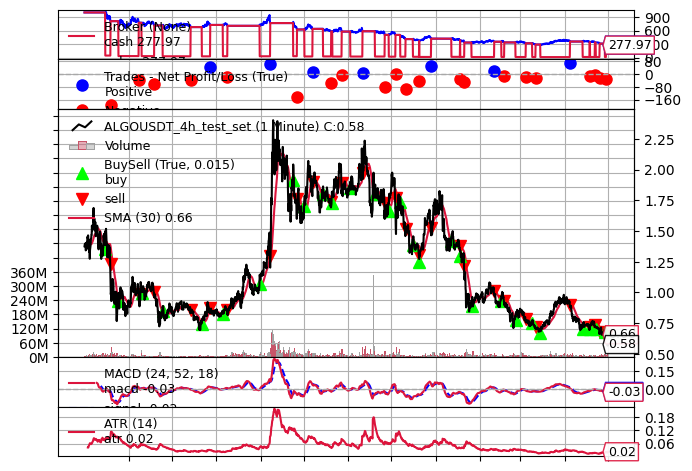 Broker (None)
cash 277.97
900
600
300
0
277.97
Trades - Net Profit/Loss (True)
Positive
Negative
80
0
−80
−160
ALGOUSDT_4h_test_set (1 Minute) C:0.58
Volume
BuySell (True, 0.015)
buy
sell
SMA (30) 0.66
2.25
2.00
1.75
1.50
1.25
1.00
0.75
0.50
0.66
0.58
360M
300M
240M
180M
120M
60M
0M
MACD (24, 52, 18)
macd -0.03
0.15
0.00
-0.03
ATR (14)
atr 0.02
0.18
0.12
0.06
0.02